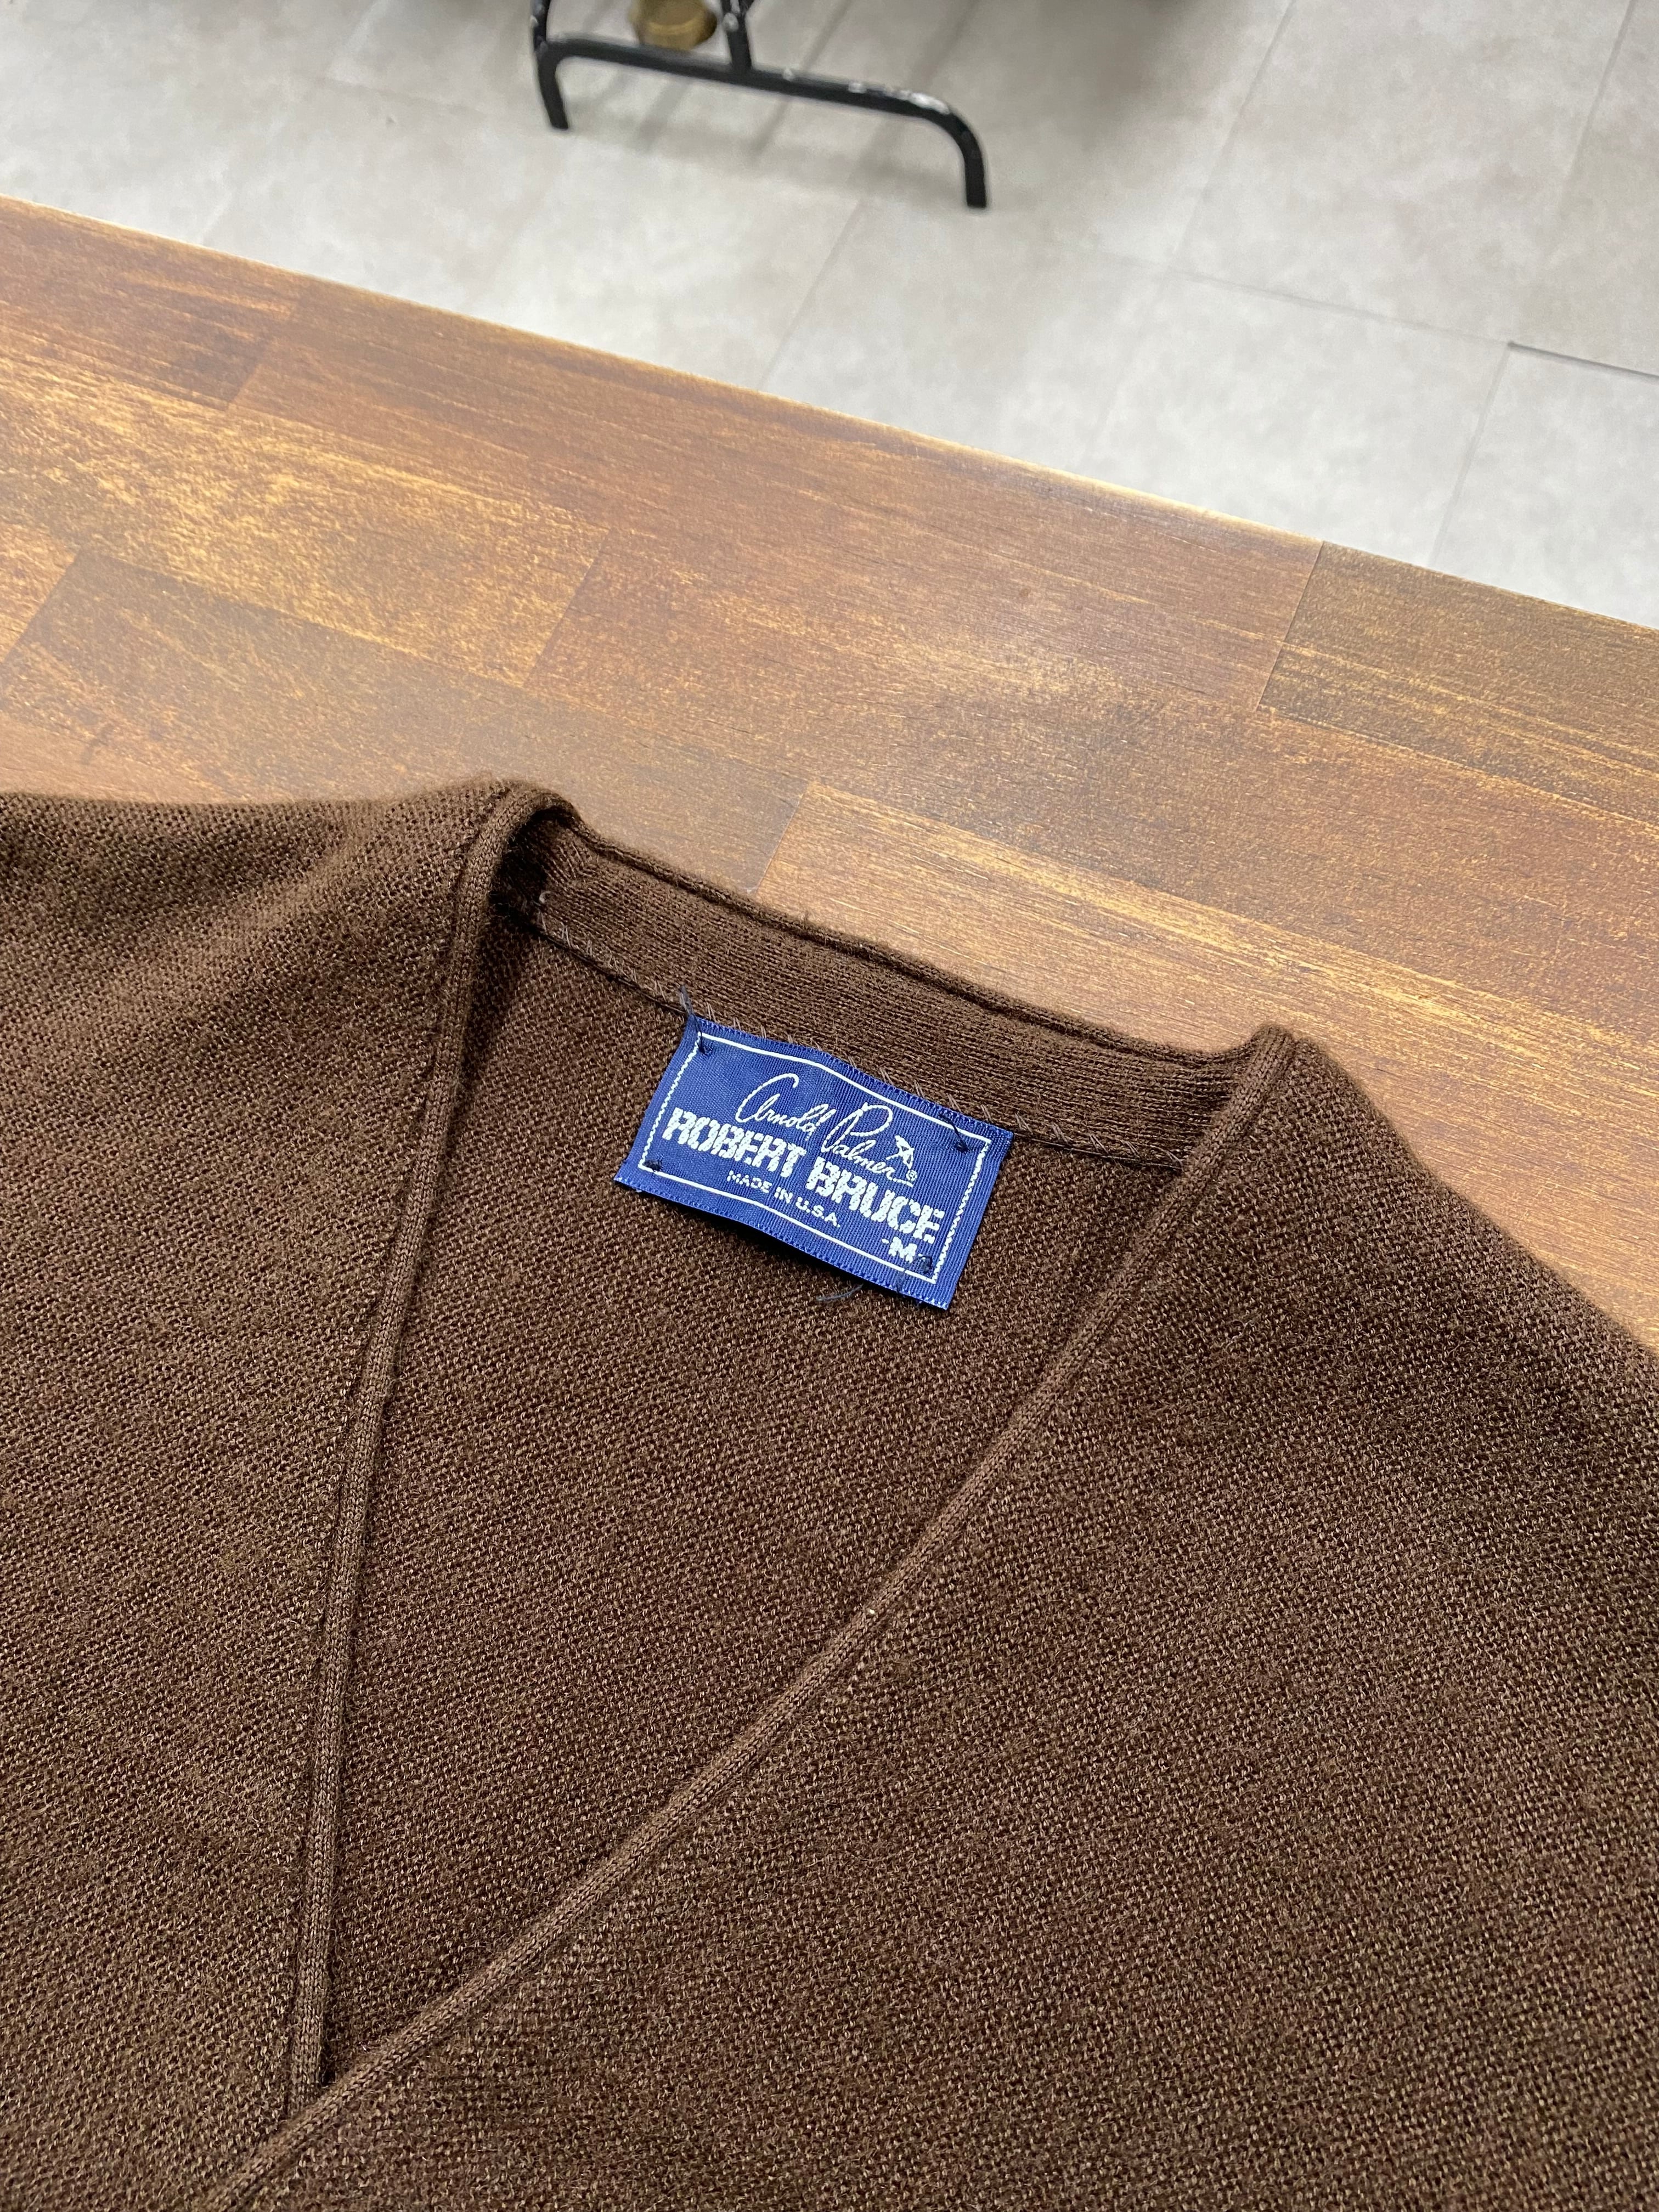 Arnold Palmer ®
ROBERT BRUCE
MADE IN U.S.A.
-M-